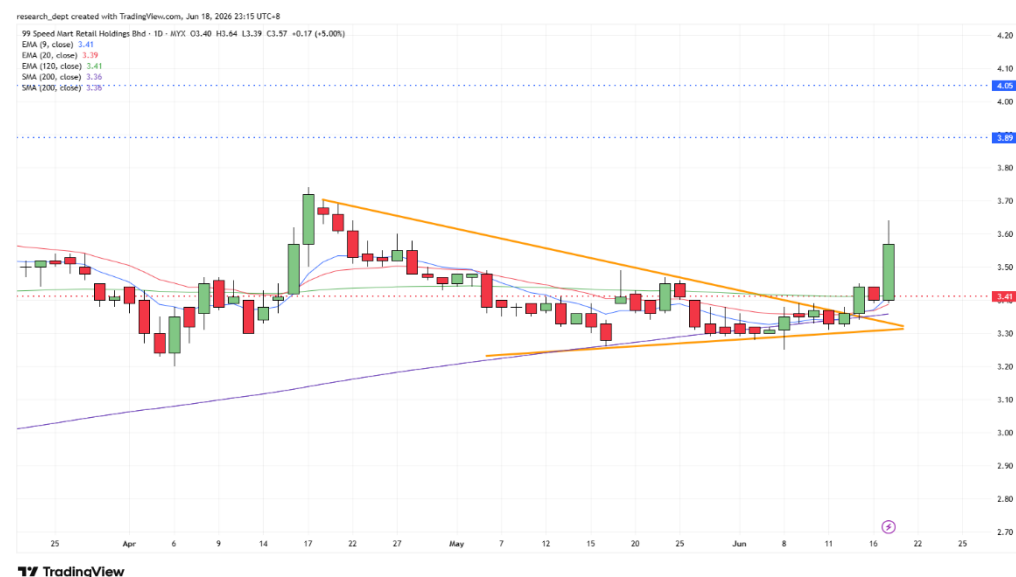 research_dept created with TradingView.com, Jun 18, 2026 23:15 UTC+8
99 Speed Mart Retail Holdings Bhd · 1D · MYX O3.40 H3.64 L3.39 C3.57 +0.17 (+5.00%)
EMA (9, close) 3.41
EMA (20, close) 3.39
EMA (120, close) 3.41
SMA (200, close) 3.36
SMA (200, close) 3.36
4.20
4.10
4.05
4.00
3.89
3.80
3.70
3.60
3.50
3.41
3.30
3.20
3.10
3.00
2.90
2.80
2.70
25 Apr 6 9 14 17 22 27 May 7 12 15 20 25 Jun 8 11 16 22 25
TradingView